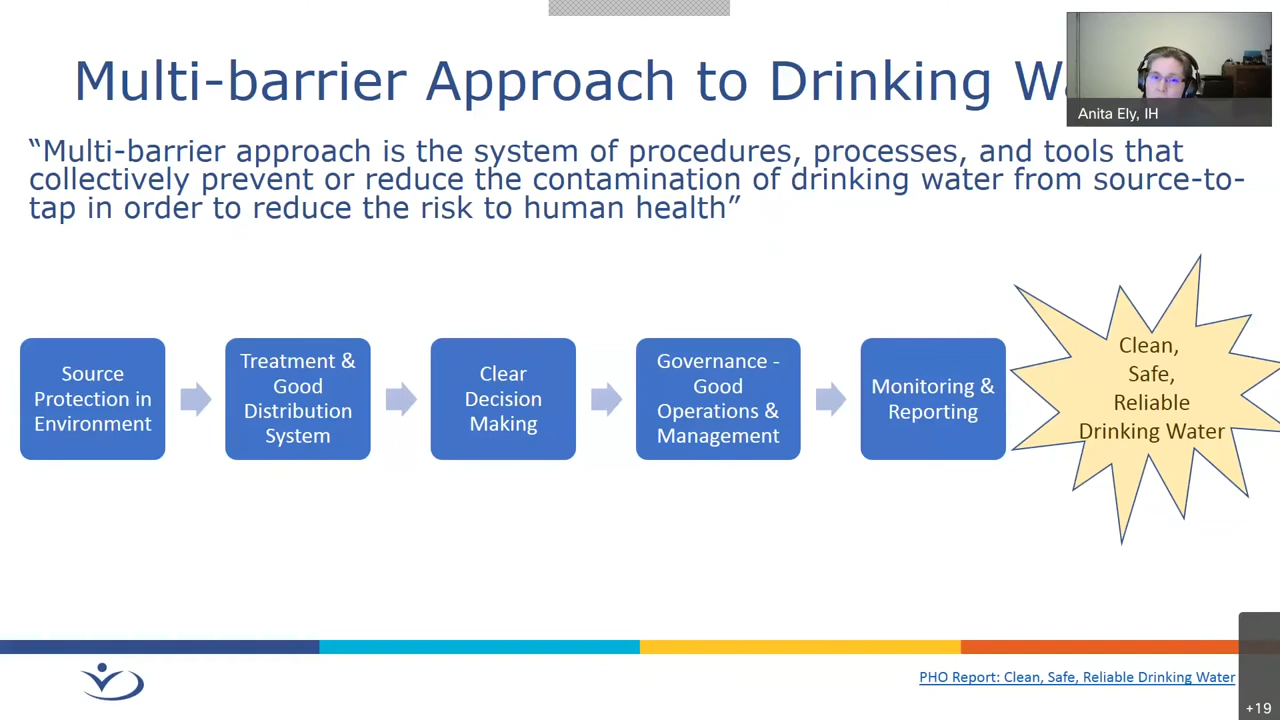 Multi-barrier Approach to Drinking W
Anita Ely, IH
“Multi-barrier approach is the system of procedures, processes, and tools that
collectively prevent or reduce the contamination of drinking water from source-to-
tap in order to reduce the risk to human health”
Source
Protection in
Environment
Treatment &
Good
Distribution
System
Clear
Decision
Making
Governance -
Good
Operations &
Management
Monitoring &
Reporting
Clean,
Safe,
Reliable
Drinking Water
PHO Report: Clean, Safe, Reliable Drinking Water
+19